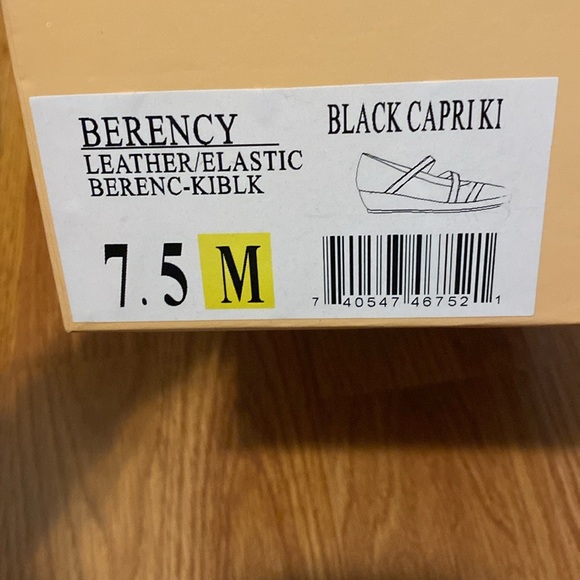 BERENCY
LEATHER/ELASTIC
BERENC-KIBLK
BLACK CAPRI KI
7.5 M
7 40547 46752 1